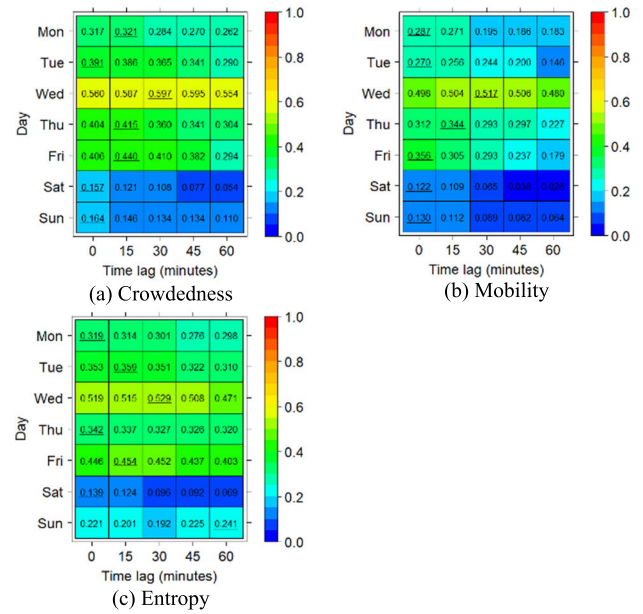 Day
Mon 0.317 0.321 0.284 0.270 0.262
Tue 0.391 0.386 0.365 0.341 0.290
Wed 0.560 0.587 0.597 0.595 0.554
Thu 0.404 0.415 0.360 0.341 0.304
Fri 0.406 0.440 0.410 0.382 0.294
Sat 0.157 0.121 0.108 0.077 0.054
Sun 0.164 0.146 0.134 0.134 0.110
0 15 30 45 60
Time lag (minutes)
1.0
0.8
0.6
0.4
0.2
0.0
(a) Crowdedness
Day
Mon 0.287 0.271 0.195 0.186 0.183
Tue 0.270 0.256 0.244 0.200 0.146
Wed 0.498 0.504 0.517 0.506 0.480
Thu 0.312 0.344 0.293 0.297 0.227
Fri 0.356 0.305 0.293 0.237 0.179
Sat 0.122 0.109 0.065
Sun 0.130 0.112 0.089 0.082 0.064
0 15 30 45 60
Time lag (minutes)
1.0
0.8
0.6
0.4
0.2
0.0
(b) Mobility
Day
Mon 0.319 0.314 0.301 0.276 0.298
Tue 0.353 0.359 0.351 0.322 0.310
Wed 0.519 0.515 0.529 0.508 0.471
Thu 0.342 0.337 0.327 0.326 0.320
Fri 0.446 0.454 0.452 0.437 0.403
Sat 0.139 0.124 0.096 0.092 0.069
Sun 0.221 0.201 0.192 0.225 0.241
0 15 30 45 60
Time lag (minutes)
1.0
0.8
0.6
0.4
0.2
0.0
(c) Entropy